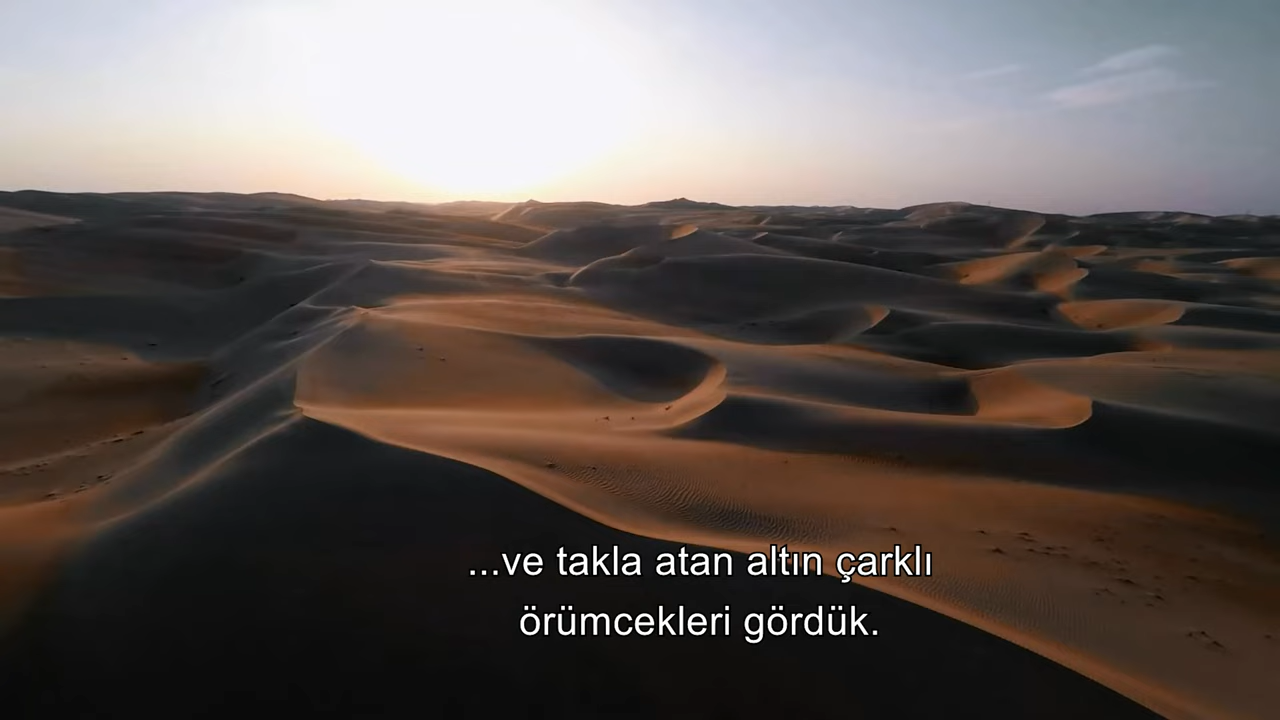 ...ve takla atan altın çarklı
örümcekleri gördük.